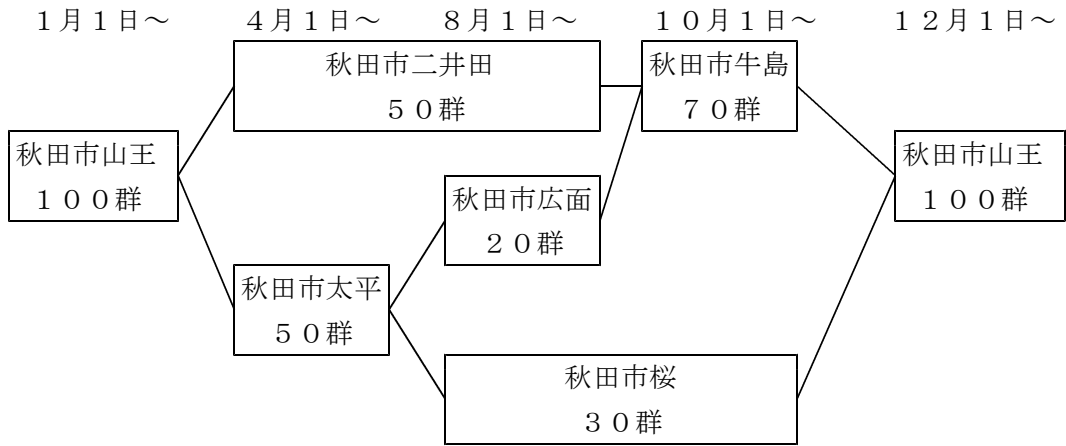 1月1日～ 4月1日～ 8月1日～ 10月1日～ 12月1日～
秋田市二井田
50群
秋田市牛島
70群
秋田市山王
100群
秋田市山王
100群
秋田市広面
20群
秋田市太平
50群
秋田市桜
30群